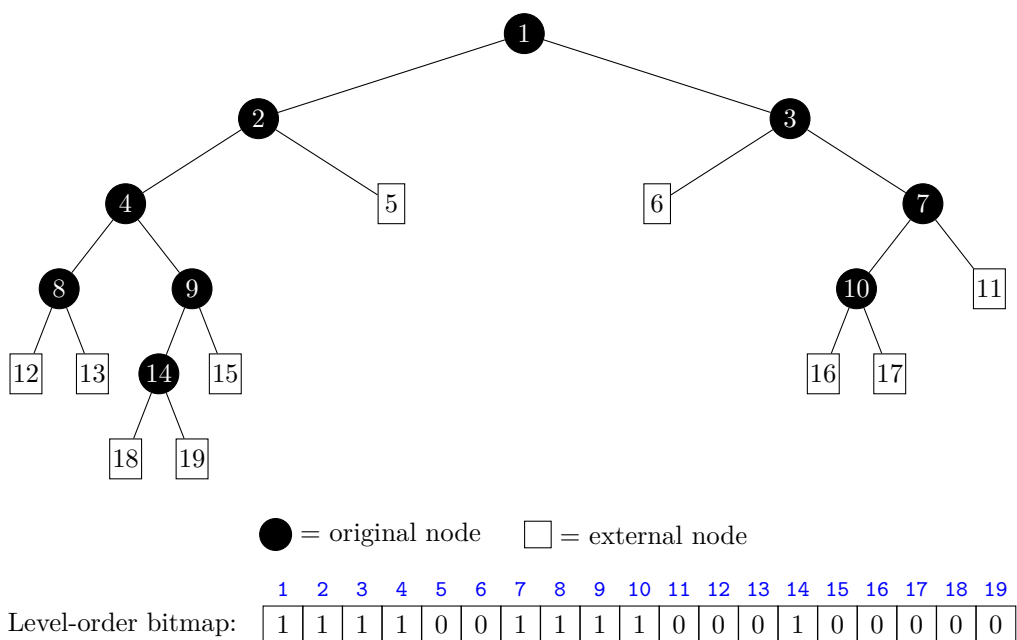 1
2 3
4 5 6 7
8 9 10 11
12 13 14 15 16 17
18 19
= original node = external node
1 2 3 4 5 6 7 8 9 10 11 12 13 14 15 16 17 18 19
Level-order bitmap: 1 1 1 1 0 0 1 1 1 1 0 0 0 1 0 0 0 0 0